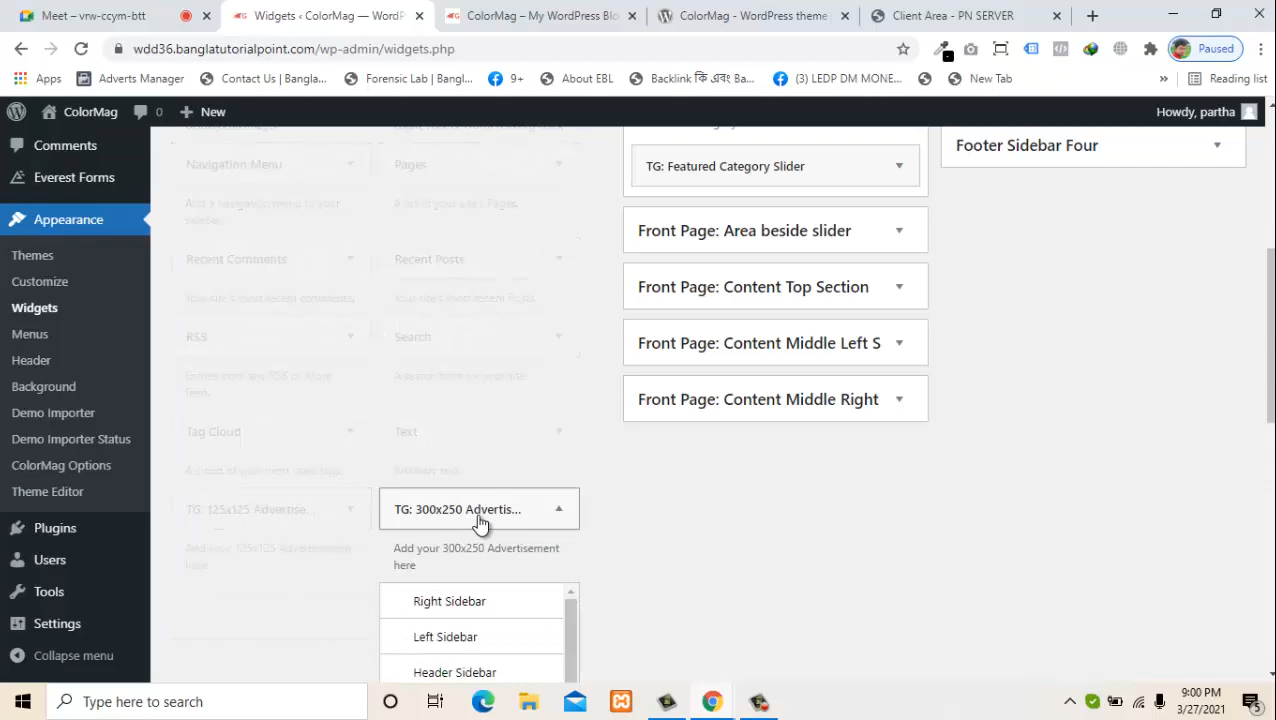 Meet – vrw-ccym-btt
Widgets ‹ ColorMag — WordP
ColorMag – My WordPress Blo
ColorMag - WordPress theme
Client Area - PN SERVER
wdd36.banglatutorialpoint.com/wp-admin/widgets.php
Paused
Apps
Adverts Manager
Contact Us | Bangla...
Forensic Lab | Bangl...
9+
About EBL
Backlink কি এবং Ba...
(3) LEDP DM MONE...
New Tab
»
Reading list
ColorMag
0
New
Howdy, partha
Comments
Everest Forms
Appearance
Themes
Customize
Widgets
Menus
Header
Background
Demo Importer
Demo Importer Status
ColorMag Options
Theme Editor
Plugins
Users
Tools
Settings
Collapse menu
Navigation Menu
Pages
Add a navigation menu to your
sidebar.
A list of your site's Pages.
Recent Comments
Recent Posts
Your site's most recent comments.
Your site's most recent Posts.
RSS
Search
Entries from any RSS or Atom
feed.
A search form for your site.
Tag Cloud
Text
A cloud of your most used tags.
Arbitrary text.
TG: 125x125 Advertise...
TG: 300x250 Advertis...
Add your 125x125 Advertisement
here
Add your 300x250 Advertisement
here
Right Sidebar
Left Sidebar
Header Sidebar
TG: Featured Category Slider
Front Page: Area beside slider
Front Page: Content Top Section
Front Page: Content Middle Left S
Front Page: Content Middle Right
Footer Sidebar Four
Type here to search
9:00 PM
3/27/2021
5